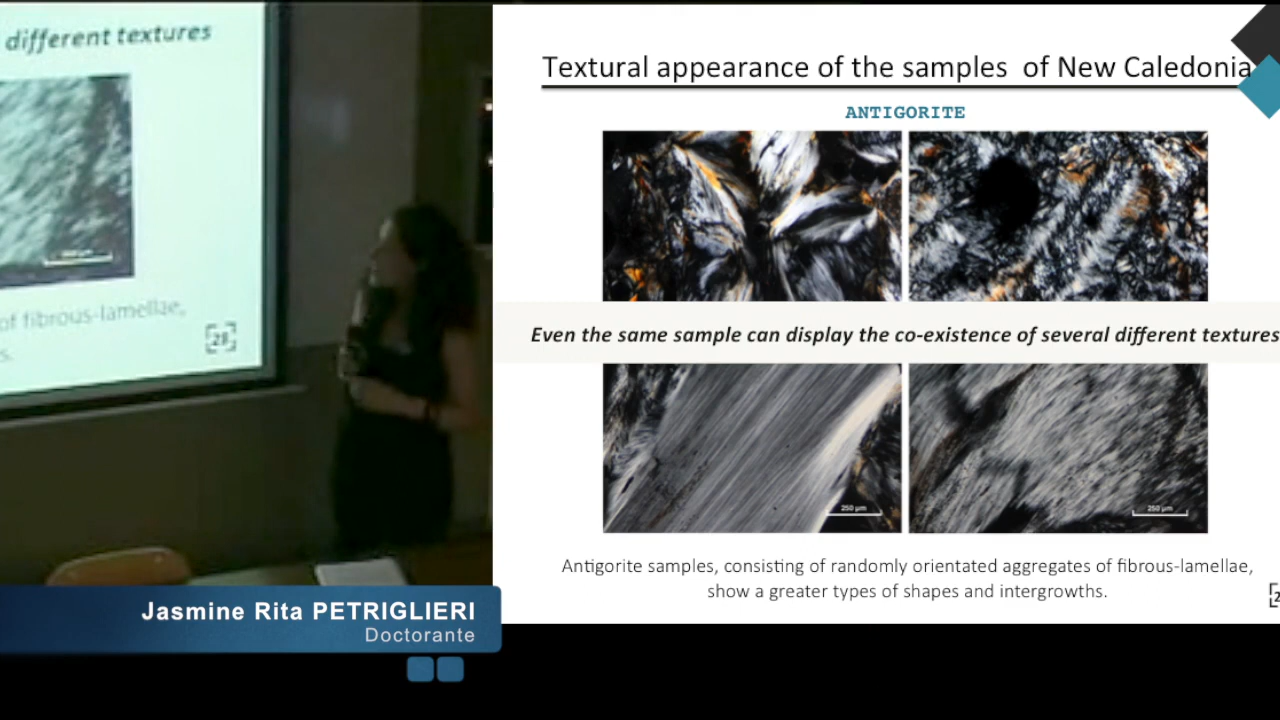 different textures
of fibrous-lamellae,
s.
28
Textural appearance of the samples of New Caledonia
ANTIGORITE
Even the same sample can display the co-existence of several different textures
250 µm
250 µm
Antigorite samples, consisting of randomly orientated aggregates of fibrous-lamellae,
show a greater types of shapes and intergrowths.
2
Jasmine Rita PETRIGLIERI
Doctorante